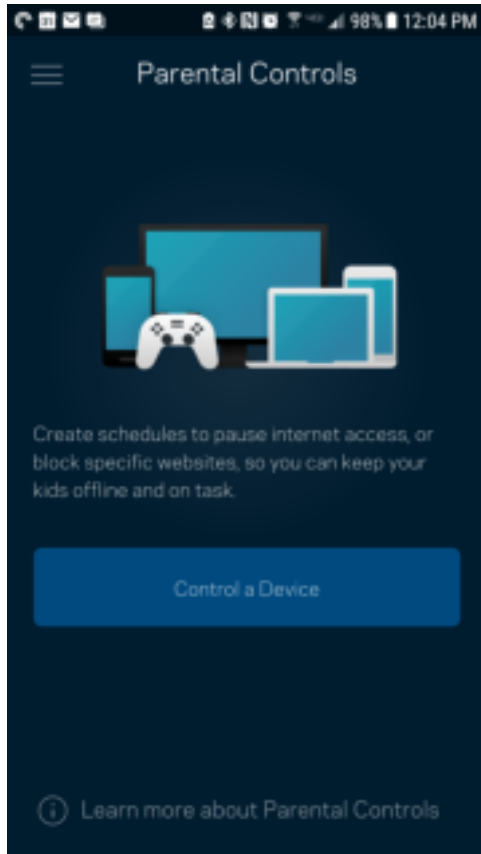 98% 12:04 PM
Parental Controls
Create schedules to pause internet access, or
block specific websites, so you can keep your
kids offline and on task.
Control a Device
Learn more about Parental Controls